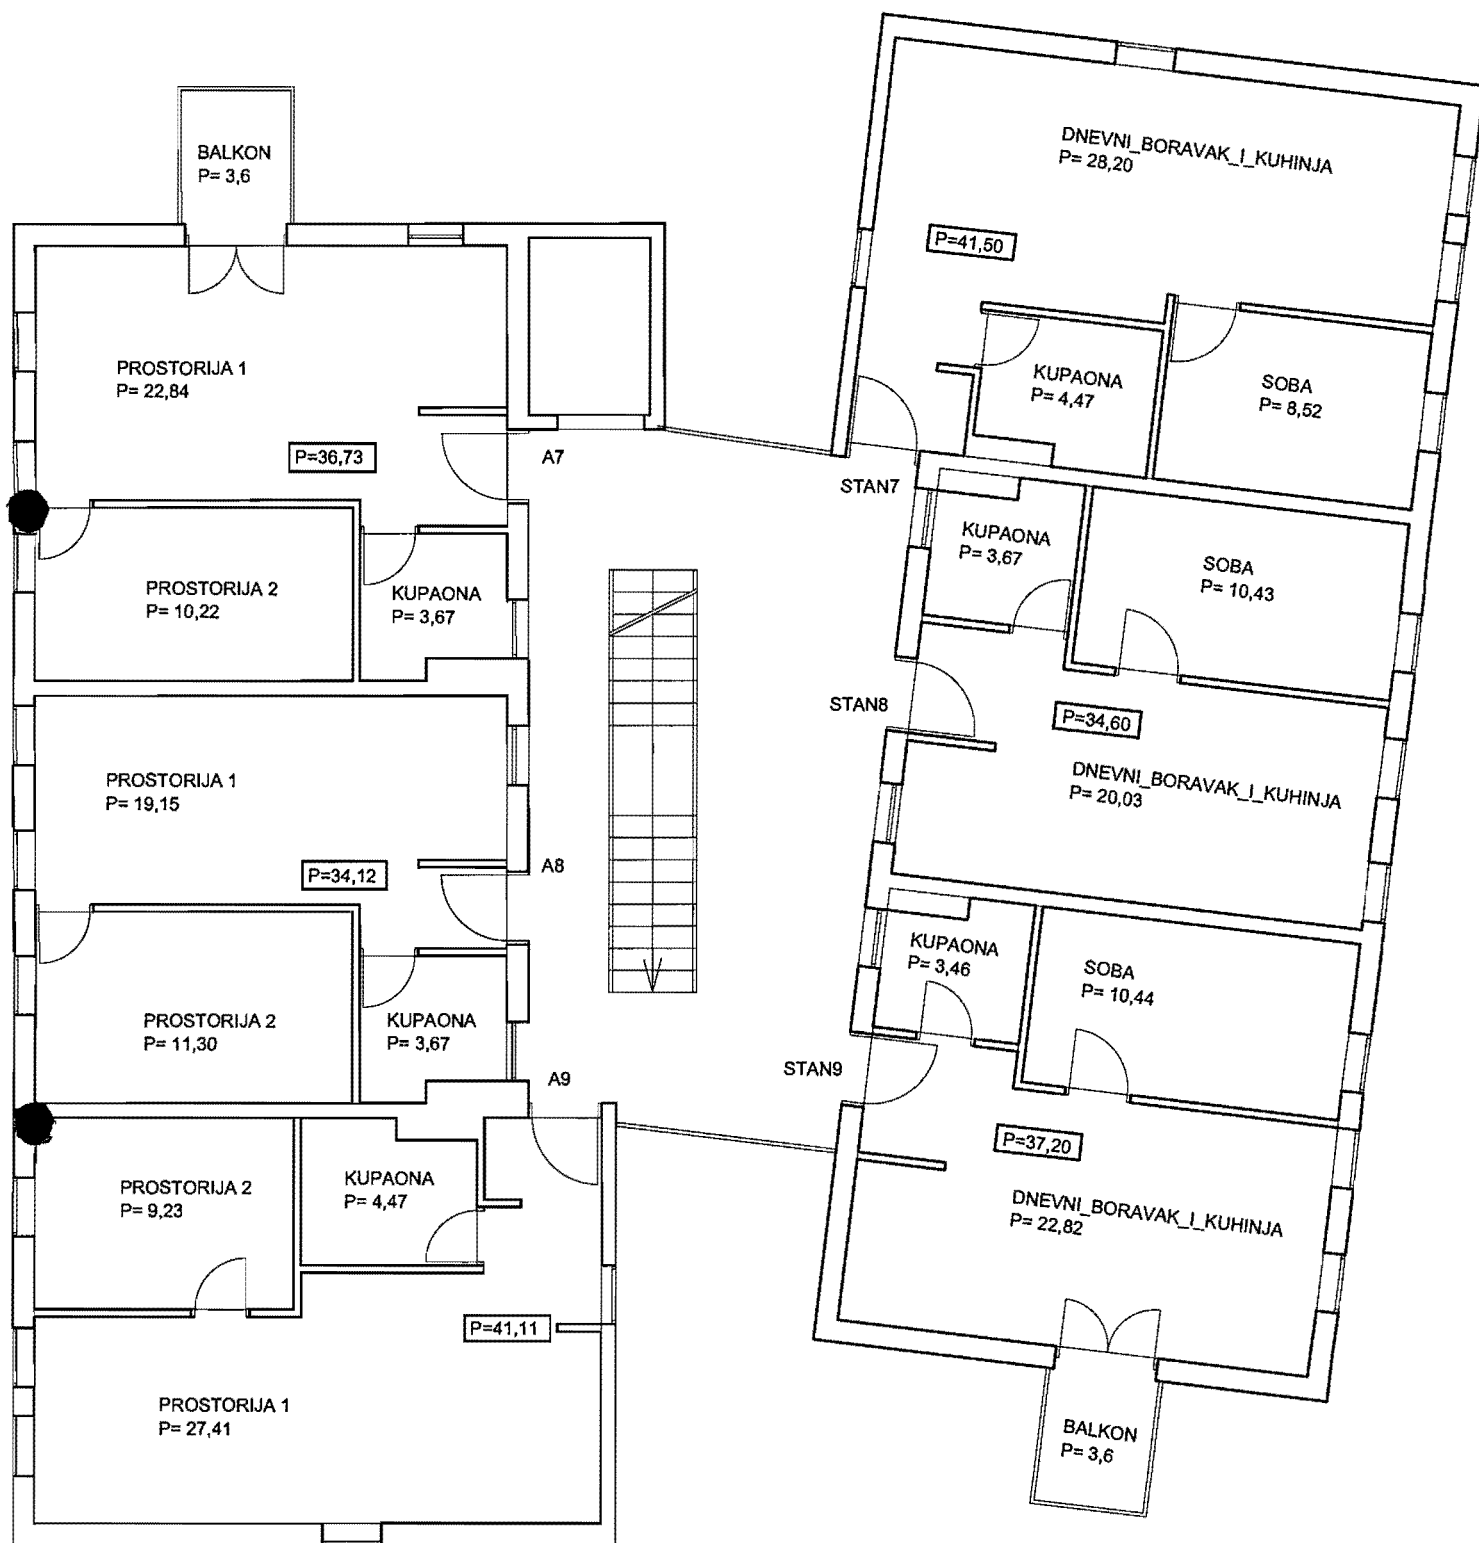 BALKON
P= 3,6
PROSTORIJA 1
P= 22,84
P=36,73
A7
PROSTORIJA 2
P= 10,22
KUPAONA
P= 3,67
PROSTORIJA 1
P= 19,15
P=34,12
A8
PROSTORIJA 2
P= 11,30
KUPAONA
P= 3,67
A9
PROSTORIJA 2
P= 9,23
KUPAONA
P= 4,47
P=41,11
PROSTORIJA 1
P= 27,41
DNEVNI_BORAVAK_I_KUHINJA
P= 28,20
P=41,50
KUPAONA
P= 4,47
SOBA
P= 8,52
STAN7
KUPAONA
P= 3,67
SOBA
P= 10,43
STAN8
P=34,60
DNEVNI_BORAVAK_I_KUHINJA
P= 20,03
KUPAONA
P= 3,46
SOBA
P= 10,44
STAN9
P=37,20
DNEVNI_BORAVAK_I_KUHINJA
P= 22,82
BALKON
P= 3,6